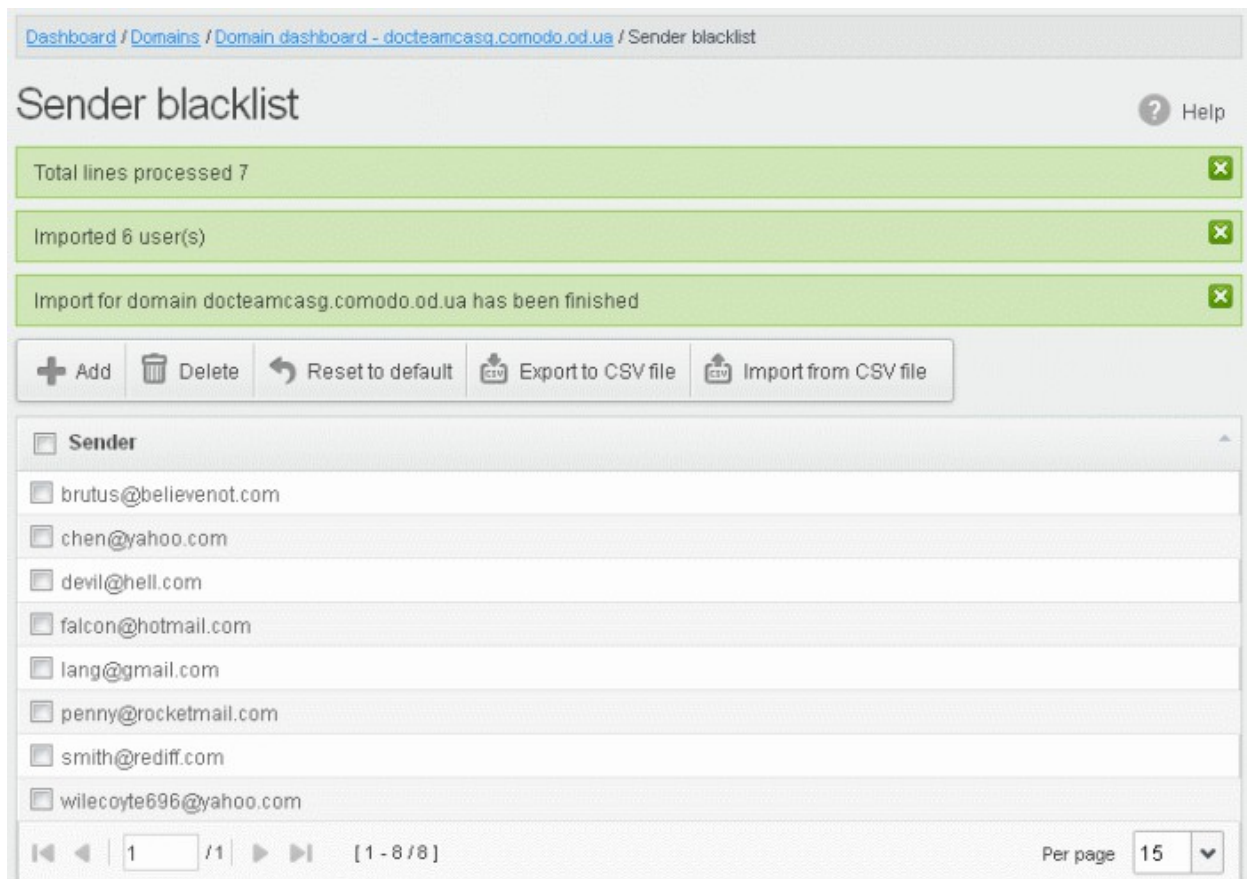 Dashboard / Domains / Domain dashboard - docteamcasg.comodo.od.ua / Sender blacklist
Sender blacklist
? Help
Total lines processed 7
Imported 6 user(s)
Import for domain docteamcasg.comodo.od.ua has been finished
Add Delete Reset to default CSV Export to CSV file CSV Import from CSV file
Sender
brutus@believenot.com
chen@yahoo.com
devil@hell.com
falcon@hotmail.com
lang@gmail.com
penny@rocketmail.com
smith@rediff.com
wilecoyte696@yahoo.com
1 / 1 [ 1 - 8 / 8 ] Per page 15